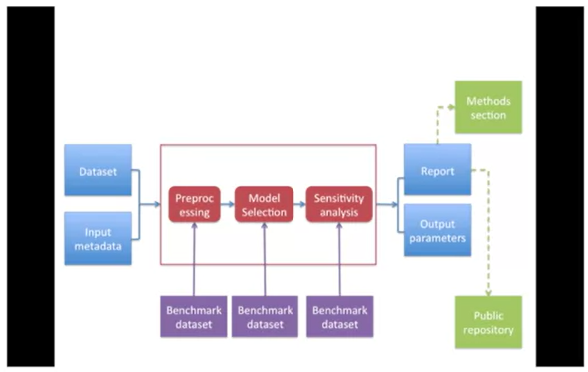 Methods
section
Dataset
Report
Preproc
essing
Model
Selection
Sensitivity
analysis
Input
metadata
Output
parameters
Benchmark
dataset
Benchmark
dataset
Benchmark
dataset
Public
repository